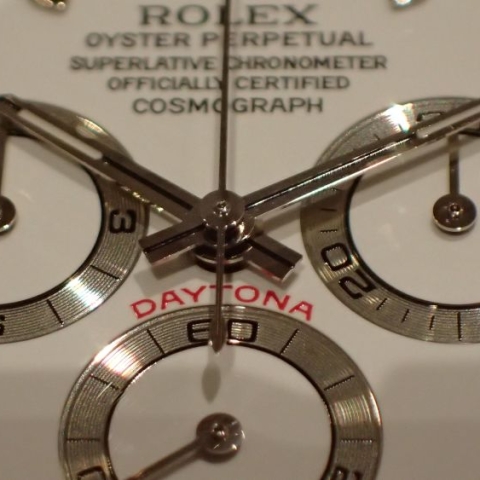 ROLEX
OYSTER PERPETUAL
SUPERLATIVE CHRONOMETER
OFFICIALLY CERTIFIED
COSMOGRAPH
3
20
DAYTONA
60